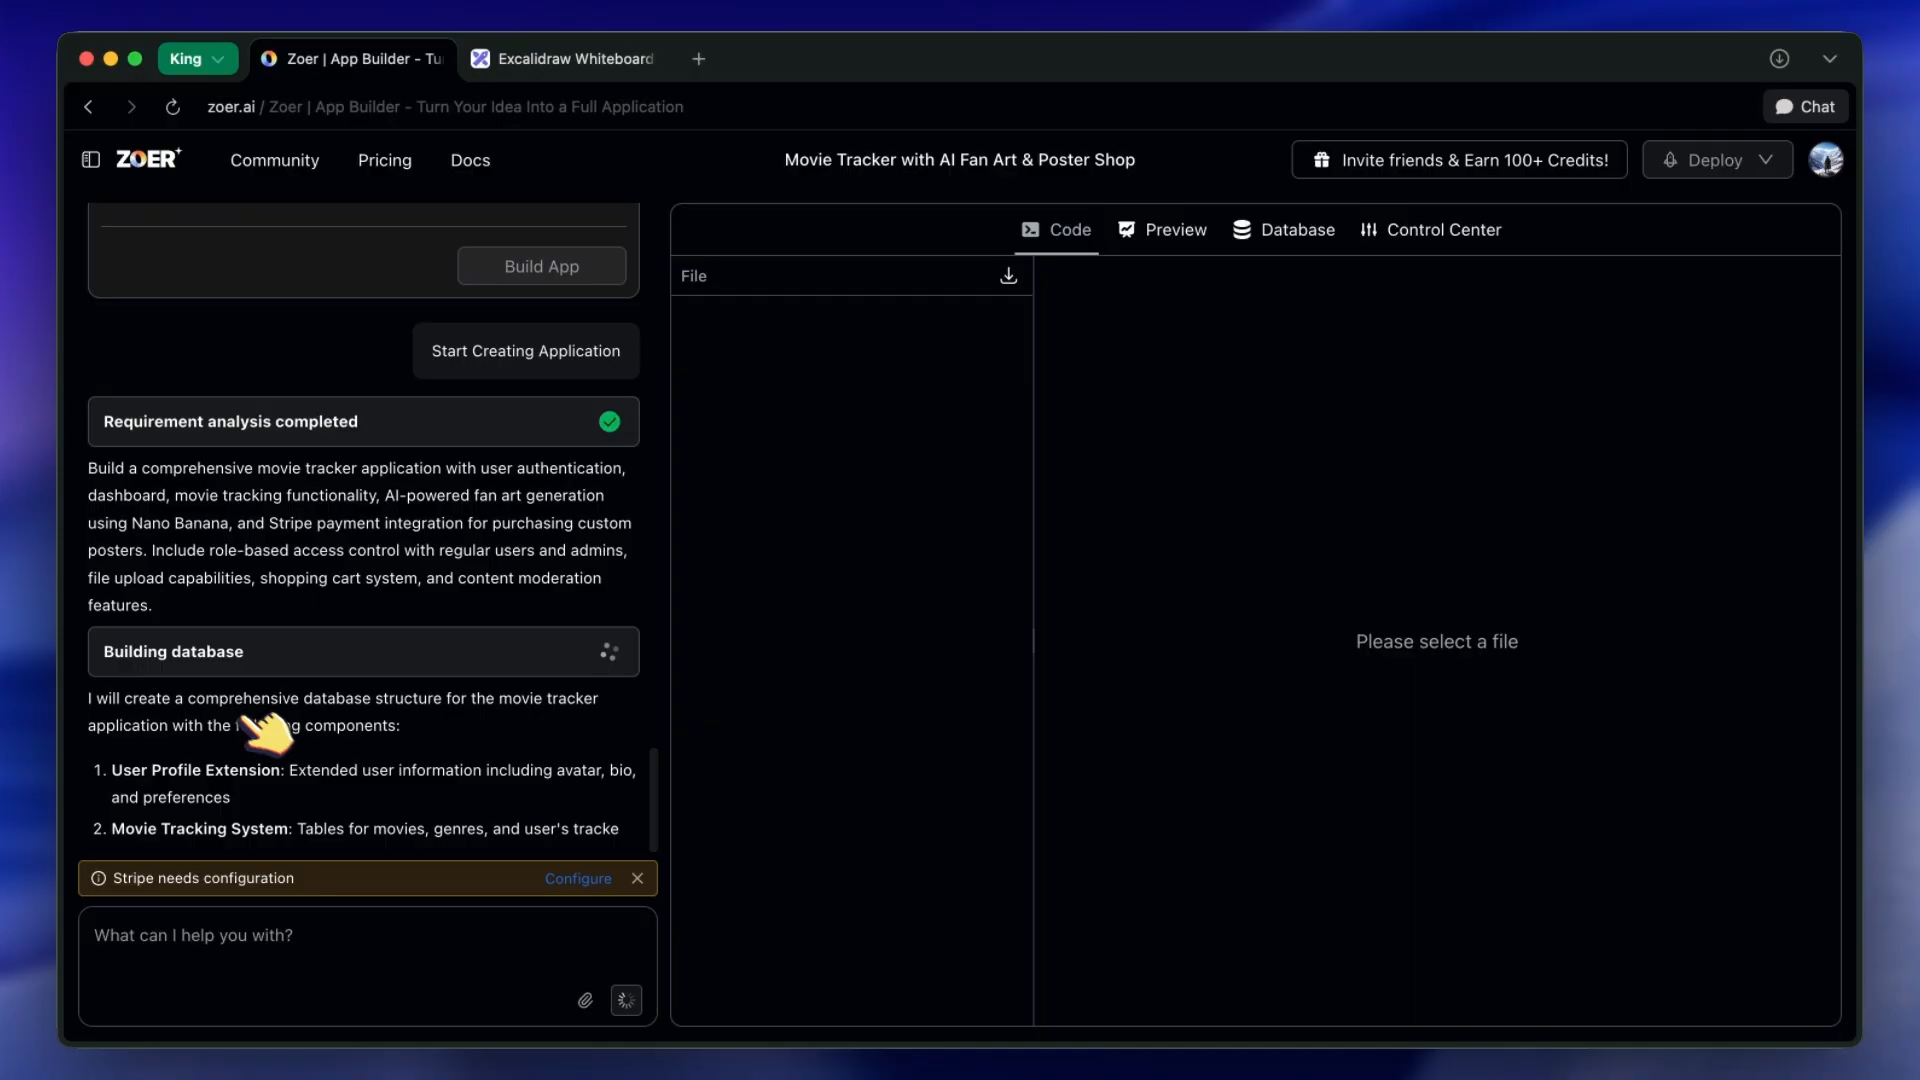 King
Zoer | App Builder - Tu
Excalidraw Whiteboard
zoer.ai / Zoer | App Builder - Turn Your Idea Into a Full Application
Chat
ZOER
Community
Pricing
Docs
Movie Tracker with AI Fan Art & Poster Shop
Invite friends & Earn 100+ Credits!
Deploy
Build App
Start Creating Application
Requirement analysis completed
Build a comprehensive movie tracker application with user authentication,
dashboard, movie tracking functionality, AI-powered fan art generation
using Nano Banana, and Stripe payment integration for purchasing custom
posters. Include role-based access control with regular users and admins,
file upload capabilities, shopping cart system, and content moderation
features.
Building database
I will create a comprehensive database structure for the movie tracker
application with the components:
1. User Profile Extension: Extended user information including avatar, bio,
and preferences
2. Movie Tracking System: Tables for movies, genres, and user's tracke
Stripe needs configuration
Configure
What can I help you with?
Code
Preview
Database
Control Center
File
Please select a file